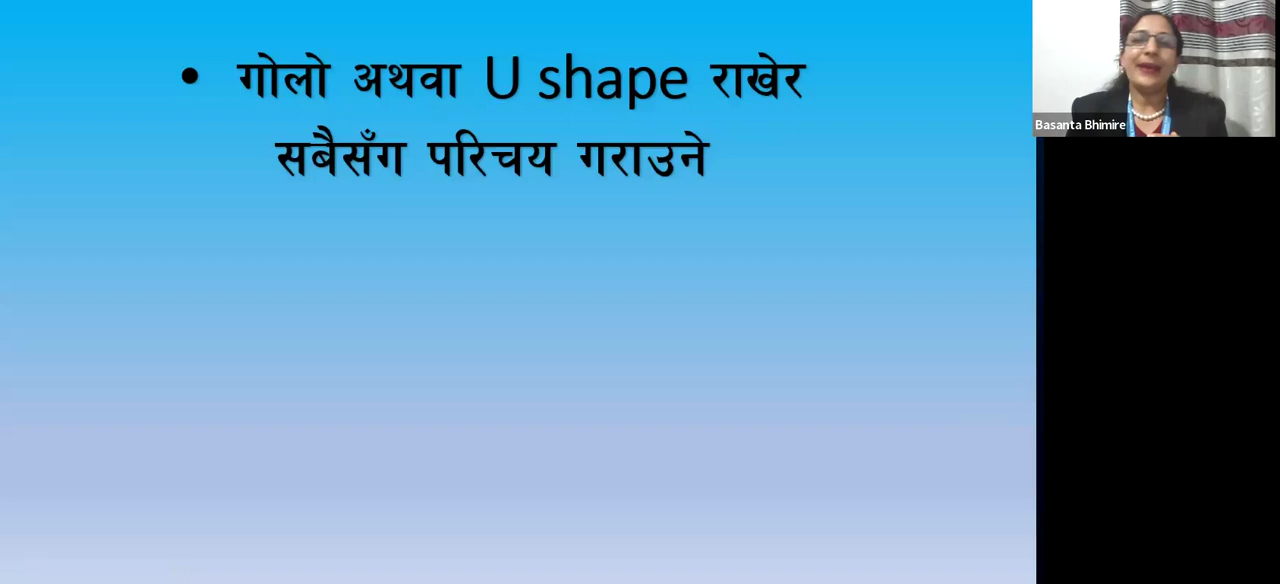 • गोलो अथवा U shape राखेर
सबैसँग परिचय गराउने
Basanta Bhimire